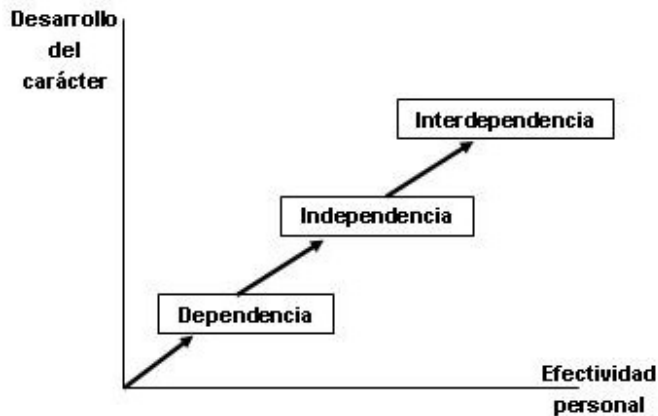 Desarrollo
del
carácter
Interdependencia
Independencia
Dependencia
Efectividad
personal